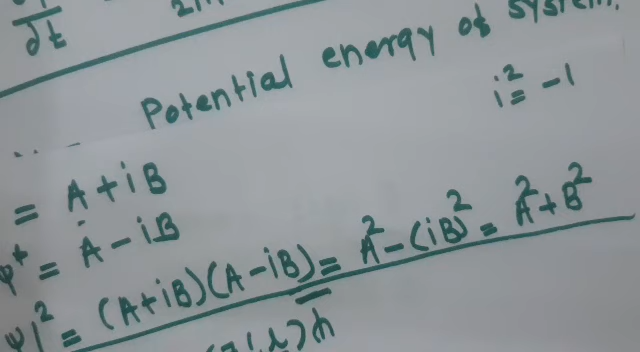 ∂t
Potential energy of system.
i² = -1
= A + iB
ψ* = A - iB
ψ|² = (A+iB)(A-iB) = A² - (iB)² = A² + B²